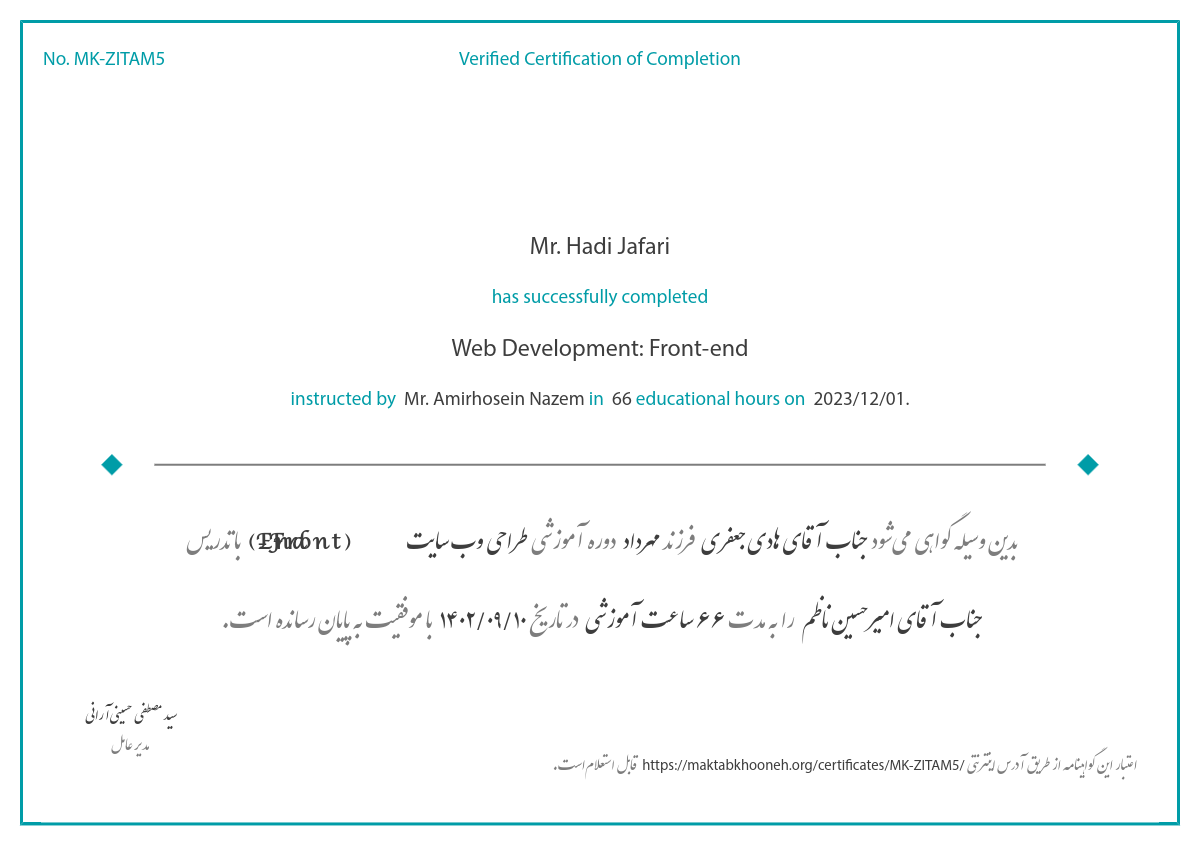 No. MK-ZITAM5
Verified Certification of Completion
Mr. Hadi Jafari
has successfully completed
Web Development: Front-end
instructed by Mr. Amirhosein Nazem in 66 educational hours on 2023/12/01.
بدین وسیله گواهی می‌شود جناب آقای هادی جعفری فرزند مهرداد دوره آموزشی طراحی وب سایت (Front End) با تدریس
جناب آقای امیرحسین ناظم را به مدت ۶۶ ساعت آموزشی در تاریخ ۱۴۰۲/۰۹/۱۰ با موفقیت به پایان رسانده است.
سید مصطفی حسینی آرانی
مدیر عامل
اعتبار این گواهینامه از طریق آدرس اینترنتی https://maktabkhooneh.org/certificates/MK-ZITAM5/ قابل استعلام است.